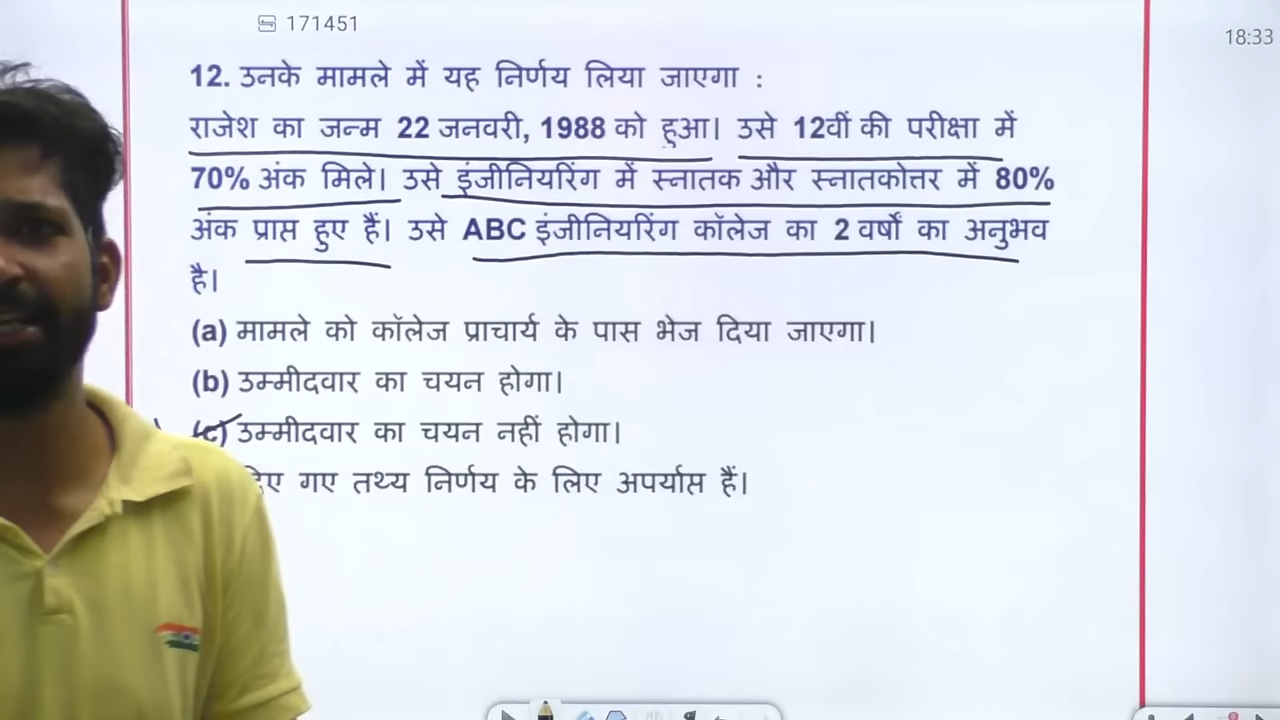 171451
18:33
12. उनके मामले में यह निर्णय लिया जाएगा :
राजेश का जन्म 22 जनवरी, 1988 को हुआ। उसे 12वीं की परीक्षा में
70% अंक मिले। उसे इंजीनियरिंग में स्नातक और स्नातकोत्तर में 80%
अंक प्राप्त हुए हैं। उसे ABC इंजीनियरिंग कॉलेज का 2 वर्षों का अनुभव
है।
(a) मामले को कॉलेज प्राचार्य के पास भेज दिया जाएगा।
(b) उम्मीदवार का चयन होगा।
(c) उम्मीदवार का चयन नहीं होगा।
गए तथ्य निर्णय के लिए अपर्याप्त हैं।